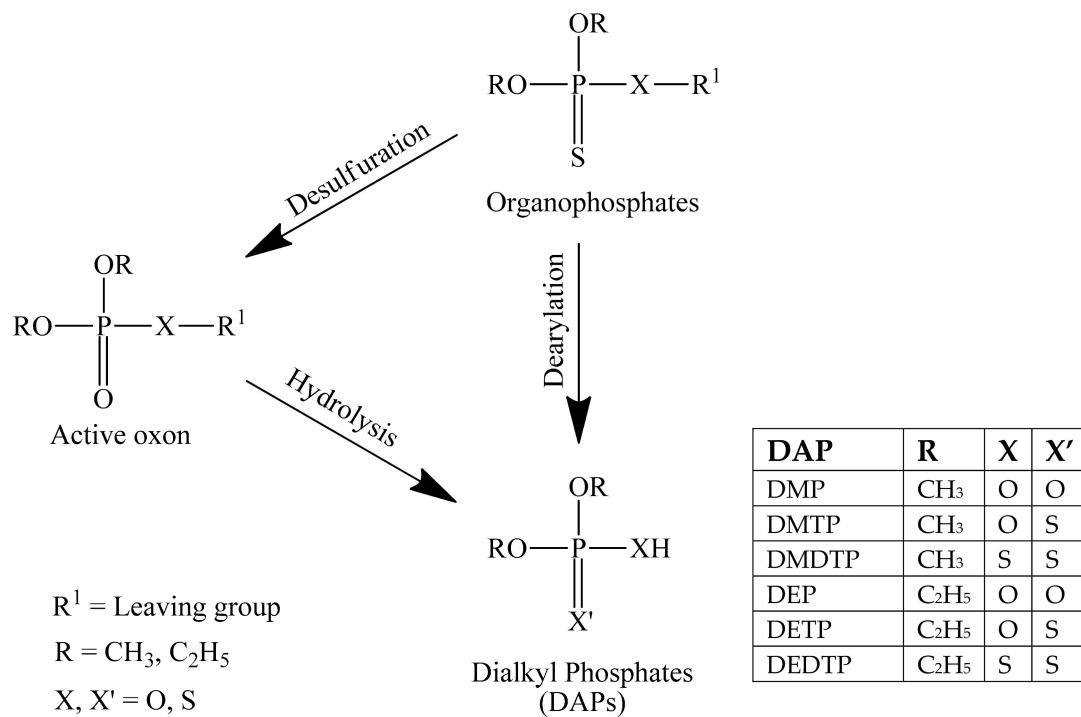 OR
RO P X R¹
S
Organophosphates
Desulfuration
OR
RO P X R¹
O
Active oxon
Dearylation
Hydrolysis
OR
RO P XH
X'
Dialkyl Phosphates
(DAPs)
R¹ = Leaving group
R = CH₃, C₂H₅
X, X' = O, S
DAP R X X′
DMP CH₃ O O
DMTP CH₃ O S
DMDTP CH₃ S S
DEP C₂H₅ O O
DETP C₂H₅ O S
DEDTP C₂H₅ S S